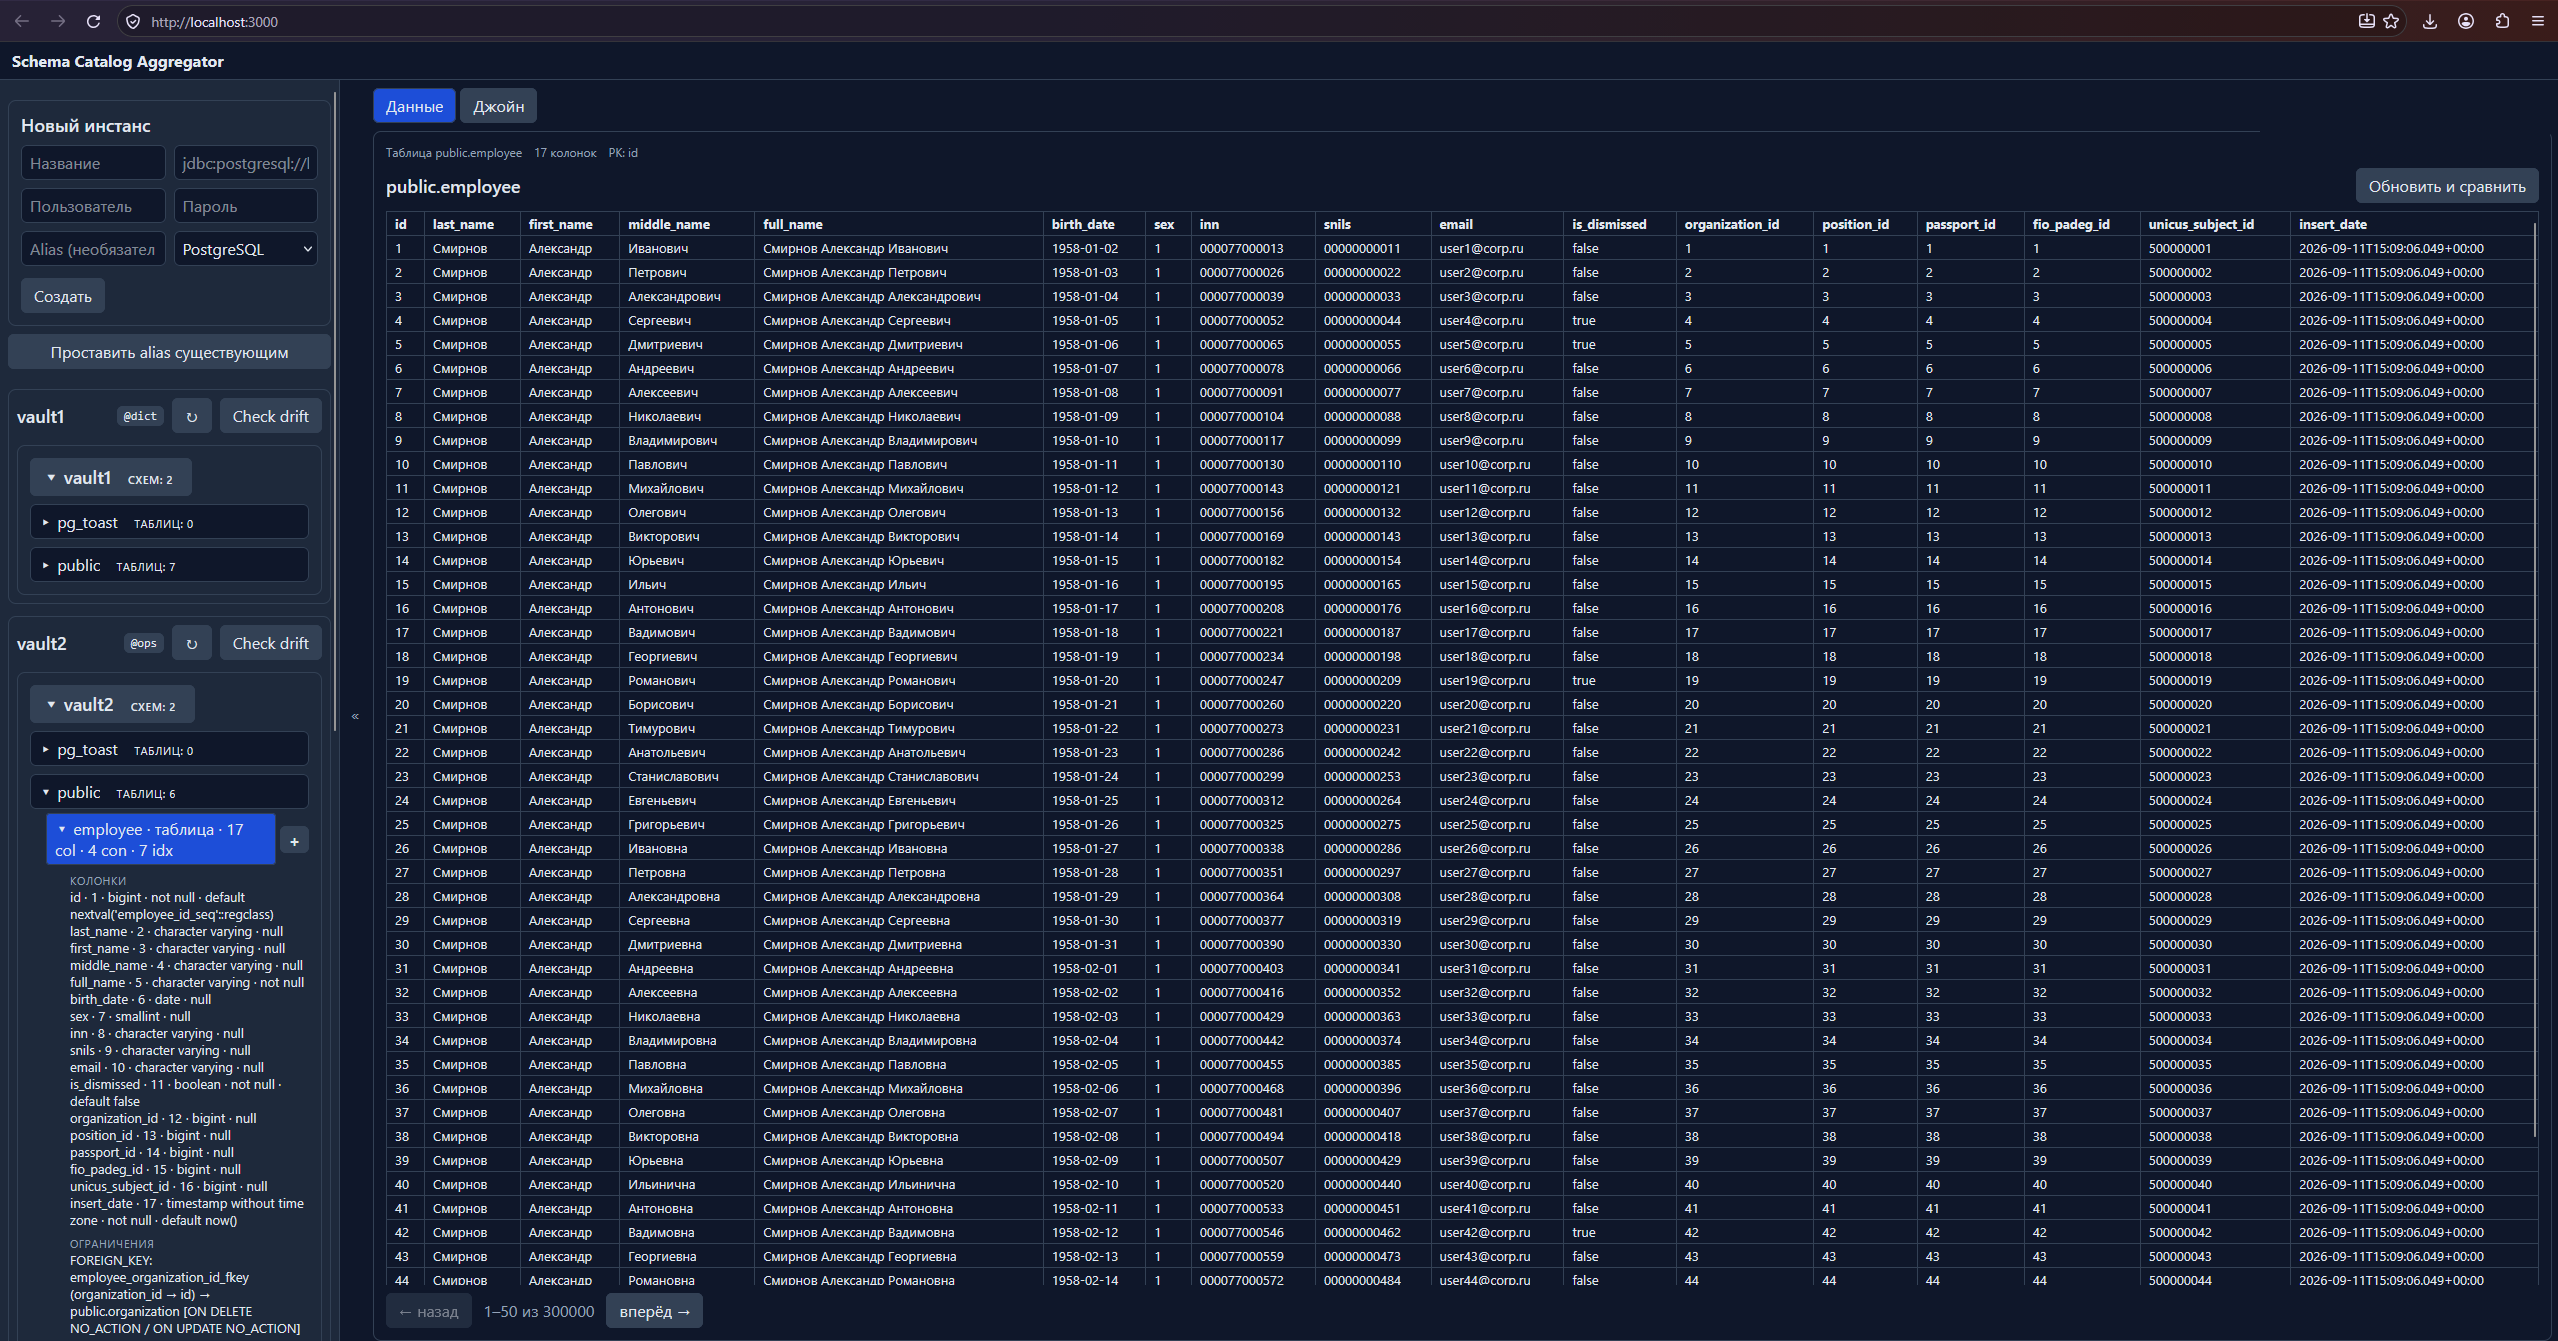 http://localhost:3000
Schema Catalog Aggregator
Новый инстанс
Название jdbc:postgresql://l
Пользователь Пароль
Alias (необязател PostgreSQL
Создать
Проставить alias существующим
vault1 @dict ↻ Check drift
▾ vault1 СХЕМ: 2
▸ pg_toast ТАБЛИЦ: 0
▸ public ТАБЛИЦ: 7
vault2 @ops ↻ Check drift
▾ vault2 СХЕМ: 2
▸ pg_toast ТАБЛИЦ: 0
▾ public ТАБЛИЦ: 6
▾ employee · таблица · 17
col · 4 con · 7 idx
+
КОЛОНКИ
id · 1 · bigint · not null · default
nextval('employee_id_seq'::regclass)
last_name · 2 · character varying · null
first_name · 3 · character varying · null
middle_name · 4 · character varying · null
full_name · 5 · character varying · not null
birth_date · 6 · date · null
sex · 7 · smallint · null
inn · 8 · character varying · null
snils · 9 · character varying · null
email · 10 · character varying · null
is_dismissed · 11 · boolean · not null ·
default false
organization_id · 12 · bigint · null
position_id · 13 · bigint · null
passport_id · 14 · bigint · null
fio_padeg_id · 15 · bigint · null
unicus_subject_id · 16 · bigint · null
insert_date · 17 · timestamp without time
zone · not null · default now()
ОГРАНИЧЕНИЯ
FOREIGN_KEY:
employee_organization_id_fkey
(organization_id → id) →
public.organization [ON DELETE
NO_ACTION / ON UPDATE NO_ACTION]
«
Данные Джойн
Таблица public.employee 17 колонок PK: id
public.employee Обновить и сравнить
id last_name first_name middle_name full_name birth_date sex inn snils email is_dismissed organization_id position_id passport_id fio_padeg_id unicus_subject_id insert_date
1 Смирнов Александр Иванович Смирнов Александр Иванович 1958-01-02 1 000077000013 00000000011 user1@corp.ru false 1 1 1 1 500000001 2026-09-11T15:09:06.049+00:00
2 Смирнов Александр Петрович Смирнов Александр Петрович 1958-01-03 1 000077000026 00000000022 user2@corp.ru false 2 2 2 2 500000002 2026-09-11T15:09:06.049+00:00
3 Смирнов Александр Александрович Смирнов Александр Александрович 1958-01-04 1 000077000039 00000000033 user3@corp.ru false 3 3 3 3 500000003 2026-09-11T15:09:06.049+00:00
4 Смирнов Александр Сергеевич Смирнов Александр Сергеевич 1958-01-05 1 000077000052 00000000044 user4@corp.ru true 4 4 4 4 500000004 2026-09-11T15:09:06.049+00:00
5 Смирнов Александр Дмитриевич Смирнов Александр Дмитриевич 1958-01-06 1 000077000065 00000000055 user5@corp.ru true 5 5 5 5 500000005 2026-09-11T15:09:06.049+00:00
6 Смирнов Александр Андреевич Смирнов Александр Андреевич 1958-01-07 1 000077000078 00000000066 user6@corp.ru false 6 6 6 6 500000006 2026-09-11T15:09:06.049+00:00
7 Смирнов Александр Алексеевич Смирнов Александр Алексеевич 1958-01-08 1 000077000091 00000000077 user7@corp.ru false 7 7 7 7 500000007 2026-09-11T15:09:06.049+00:00
8 Смирнов Александр Николаевич Смирнов Александр Николаевич 1958-01-09 1 000077000104 00000000088 user8@corp.ru false 8 8 8 8 500000008 2026-09-11T15:09:06.049+00:00
9 Смирнов Александр Владимирович Смирнов Александр Владимирович 1958-01-10 1 000077000117 00000000099 user9@corp.ru false 9 9 9 9 500000009 2026-09-11T15:09:06.049+00:00
10 Смирнов Александр Павлович Смирнов Александр Павлович 1958-01-11 1 000077000130 00000000110 user10@corp.ru false 10 10 10 10 500000010 2026-09-11T15:09:06.049+00:00
11 Смирнов Александр Михайлович Смирнов Александр Михайлович 1958-01-12 1 000077000143 00000000121 user11@corp.ru false 11 11 11 11 500000011 2026-09-11T15:09:06.049+00:00
12 Смирнов Александр Олегович Смирнов Александр Олегович 1958-01-13 1 000077000156 00000000132 user12@corp.ru false 12 12 12 12 500000012 2026-09-11T15:09:06.049+00:00
13 Смирнов Александр Викторович Смирнов Александр Викторович 1958-01-14 1 000077000169 00000000143 user13@corp.ru false 13 13 13 13 500000013 2026-09-11T15:09:06.049+00:00
14 Смирнов Александр Юрьевич Смирнов Александр Юрьевич 1958-01-15 1 000077000182 00000000154 user14@corp.ru false 14 14 14 14 500000014 2026-09-11T15:09:06.049+00:00
15 Смирнов Александр Ильич Смирнов Александр Ильич 1958-01-16 1 000077000195 00000000165 user15@corp.ru false 15 15 15 15 500000015 2026-09-11T15:09:06.049+00:00
16 Смирнов Александр Антонович Смирнов Александр Антонович 1958-01-17 1 000077000208 00000000176 user16@corp.ru false 16 16 16 16 500000016 2026-09-11T15:09:06.049+00:00
17 Смирнов Александр Вадимович Смирнов Александр Вадимович 1958-01-18 1 000077000221 00000000187 user17@corp.ru false 17 17 17 17 500000017 2026-09-11T15:09:06.049+00:00
18 Смирнов Александр Георгиевич Смирнов Александр Георгиевич 1958-01-19 1 000077000234 00000000198 user18@corp.ru false 18 18 18 18 500000018 2026-09-11T15:09:06.049+00:00
19 Смирнов Александр Романович Смирнов Александр Романович 1958-01-20 1 000077000247 00000000209 user19@corp.ru true 19 19 19 19 500000019 2026-09-11T15:09:06.049+00:00
20 Смирнов Александр Борисович Смирнов Александр Борисович 1958-01-21 1 000077000260 00000000220 user20@corp.ru false 20 20 20 20 500000020 2026-09-11T15:09:06.049+00:00
21 Смирнов Александр Тимурович Смирнов Александр Тимурович 1958-01-22 1 000077000273 00000000231 user21@corp.ru false 21 21 21 21 500000021 2026-09-11T15:09:06.049+00:00
22 Смирнов Александр Анатольевич Смирнов Александр Анатольевич 1958-01-23 1 000077000286 00000000242 user22@corp.ru false 22 22 22 22 500000022 2026-09-11T15:09:06.049+00:00
23 Смирнов Александр Станиславович Смирнов Александр Станиславович 1958-01-24 1 000077000299 00000000253 user23@corp.ru false 23 23 23 23 500000023 2026-09-11T15:09:06.049+00:00
24 Смирнов Александр Евгеньевич Смирнов Александр Евгеньевич 1958-01-25 1 000077000312 00000000264 user24@corp.ru false 24 24 24 24 500000024 2026-09-11T15:09:06.049+00:00
25 Смирнов Александр Григорьевич Смирнов Александр Григорьевич 1958-01-26 1 000077000325 00000000275 user25@corp.ru false 25 25 25 25 500000025 2026-09-11T15:09:06.049+00:00
26 Смирнов Александр Ивановна Смирнов Александр Ивановна 1958-01-27 1 000077000338 00000000286 user26@corp.ru false 26 26 26 26 500000026 2026-09-11T15:09:06.049+00:00
27 Смирнов Александр Петровна Смирнов Александр Петровна 1958-01-28 1 000077000351 00000000297 user27@corp.ru false 27 27 27 27 500000027 2026-09-11T15:09:06.049+00:00
28 Смирнов Александр Александровна Смирнов Александр Александровна 1958-01-29 1 000077000364 00000000308 user28@corp.ru false 28 28 28 28 500000028 2026-09-11T15:09:06.049+00:00
29 Смирнов Александр Сергеевна Смирнов Александр Сергеевна 1958-01-30 1 000077000377 00000000319 user29@corp.ru false 29 29 29 29 500000029 2026-09-11T15:09:06.049+00:00
30 Смирнов Александр Дмитриевна Смирнов Александр Дмитриевна 1958-01-31 1 000077000390 00000000330 user30@corp.ru false 30 30 30 30 500000030 2026-09-11T15:09:06.049+00:00
31 Смирнов Александр Андреевна Смирнов Александр Андреевна 1958-02-01 1 000077000403 00000000341 user31@corp.ru false 31 31 31 31 500000031 2026-09-11T15:09:06.049+00:00
32 Смирнов Александр Алексеевна Смирнов Александр Алексеевна 1958-02-02 1 000077000416 00000000352 user32@corp.ru false 32 32 32 32 500000032 2026-09-11T15:09:06.049+00:00
33 Смирнов Александр Николаевна Смирнов Александр Николаевна 1958-02-03 1 000077000429 00000000363 user33@corp.ru false 33 33 33 33 500000033 2026-09-11T15:09:06.049+00:00
34 Смирнов Александр Владимировна Смирнов Александр Владимировна 1958-02-04 1 000077000442 00000000374 user34@corp.ru false 34 34 34 34 500000034 2026-09-11T15:09:06.049+00:00
35 Смирнов Александр Павловна Смирнов Александр Павловна 1958-02-05 1 000077000455 00000000385 user35@corp.ru false 35 35 35 35 500000035 2026-09-11T15:09:06.049+00:00
36 Смирнов Александр Михайловна Смирнов Александр Михайловна 1958-02-06 1 000077000468 00000000396 user36@corp.ru false 36 36 36 36 500000036 2026-09-11T15:09:06.049+00:00
37 Смирнов Александр Олеговна Смирнов Александр Олеговна 1958-02-07 1 000077000481 00000000407 user37@corp.ru false 37 37 37 37 500000037 2026-09-11T15:09:06.049+00:00
38 Смирнов Александр Викторовна Смирнов Александр Викторовна 1958-02-08 1 000077000494 00000000418 user38@corp.ru false 38 38 38 38 500000038 2026-09-11T15:09:06.049+00:00
39 Смирнов Александр Юрьевна Смирнов Александр Юрьевна 1958-02-09 1 000077000507 00000000429 user39@corp.ru false 39 39 39 39 500000039 2026-09-11T15:09:06.049+00:00
40 Смирнов Александр Ильинична Смирнов Александр Ильинична 1958-02-10 1 000077000520 00000000440 user40@corp.ru false 40 40 40 40 500000040 2026-09-11T15:09:06.049+00:00
41 Смирнов Александр Антоновна Смирнов Александр Антоновна 1958-02-11 1 000077000533 00000000451 user41@corp.ru false 41 41 41 41 500000041 2026-09-11T15:09:06.049+00:00
42 Смирнов Александр Вадимовна Смирнов Александр Вадимовна 1958-02-12 1 000077000546 00000000462 user42@corp.ru true 42 42 42 42 500000042 2026-09-11T15:09:06.049+00:00
43 Смирнов Александр Георгиевна Смирнов Александр Георгиевна 1958-02-13 1 000077000559 00000000473 user43@corp.ru false 43 43 43 43 500000043 2026-09-11T15:09:06.049+00:00
44 Смирнов Александр Романовна Смирнов Александр Романовна 1958-02-14 1 000077000572 00000000484 user44@corp.ru false 44 44 44 44 500000044 2026-09-11T15:09:06.049+00:00
← назад 1–50 из 300000 вперёд →